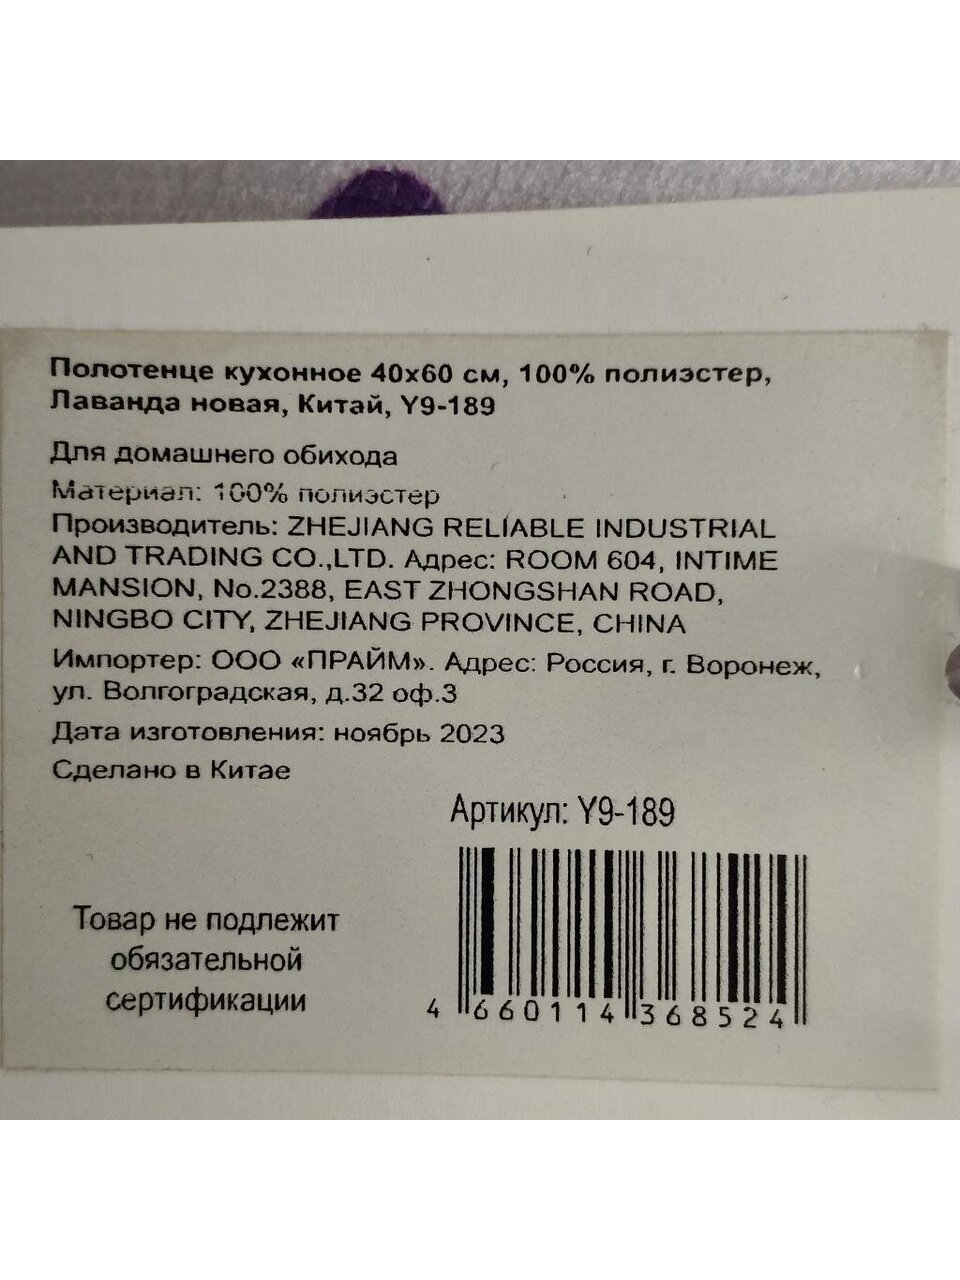 Полотенце кухонное 40х60 см, 100% полиэстер,
Лаванда новая, Китай, Y9-189
Для домашнего обихода
Материал: 100% полиэстер
Производитель: ZHEJIANG RELIABLE INDUSTRIAL
AND TRADING CO.,LTD. Адрес: ROOM 604, INTIME
MANSION, No.2388, EAST ZHONGSHAN ROAD,
NINGBO CITY, ZHEJIANG PROVINCE, CHINA
Импортер: ООО «ПРАЙМ». Адрес: Россия, г. Воронеж,
ул. Волгоградская, д.32 оф.3
Дата изготовления: ноябрь 2023
Сделано в Китае
Артикул: Y9-189
Товар не подлежит
обязательной
сертификации
4 660114 368524